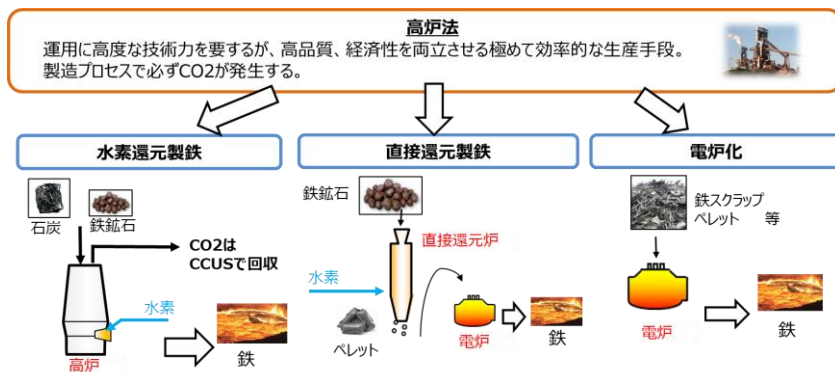 高炉法
運用に高度な技術力を要するが、高品質、経済性を両立させる極めて効率的な生産手段。
製造プロセスで必ずCO2が発生する。
水素還元製鉄
直接還元製鉄
電炉化
石炭
鉄鉱石
CO2は
CCUSで回収
水素
高炉
鉄
鉄鉱石
直接還元炉
水素
ペレット
電炉
鉄
鉄スクラップ
ペレット 等
電炉
鉄